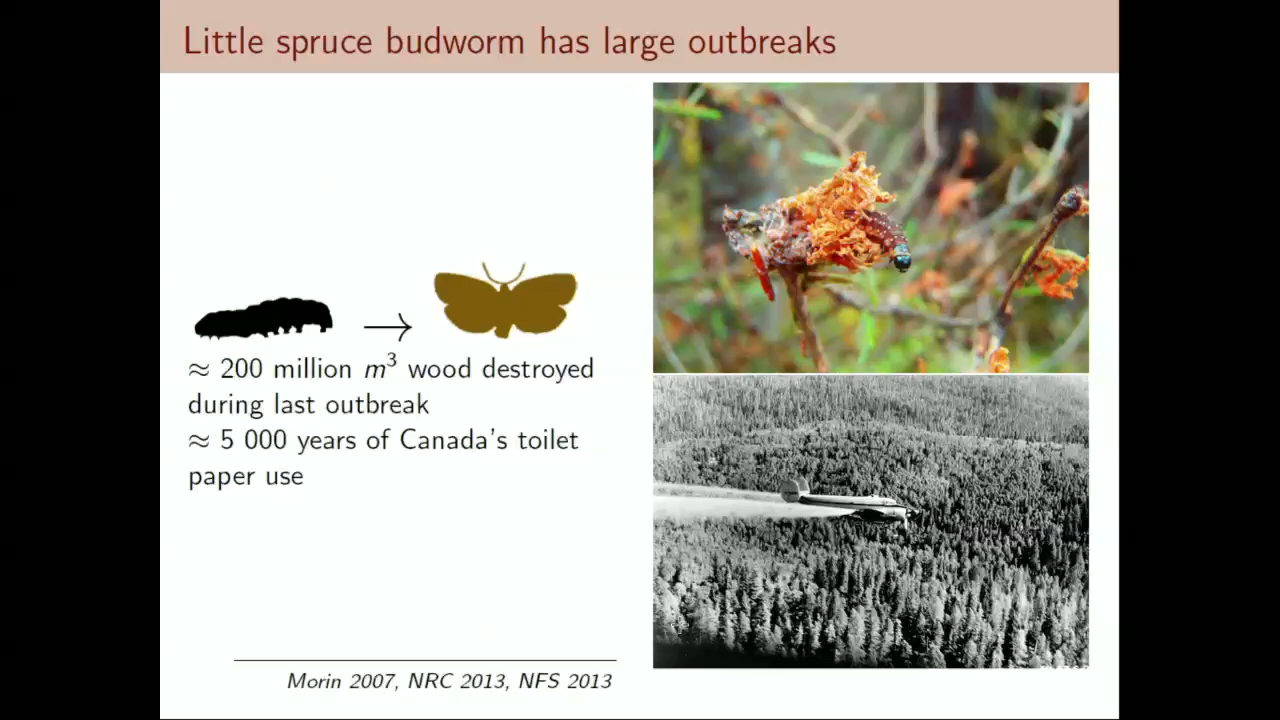 Little spruce budworm has large outbreaks
≈ 200 million m³ wood destroyed
during last outbreak
≈ 5 000 years of Canada's toilet
paper use
Morin 2007, NRC 2013, NFS 2013